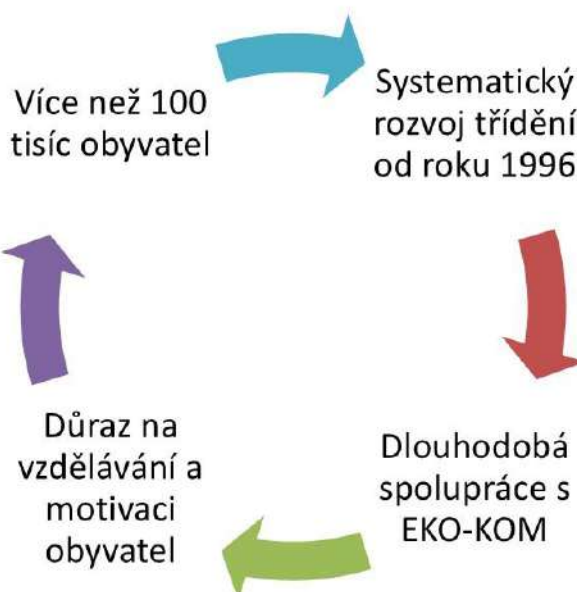 Více než 100
tisíc obyvatel
Systematický
rozvoj třídění
od roku 1996
Dlouhodobá
spolupráce s
EKO-KOM
Důraz na
vzdělávání a
motivaci
obyvatel